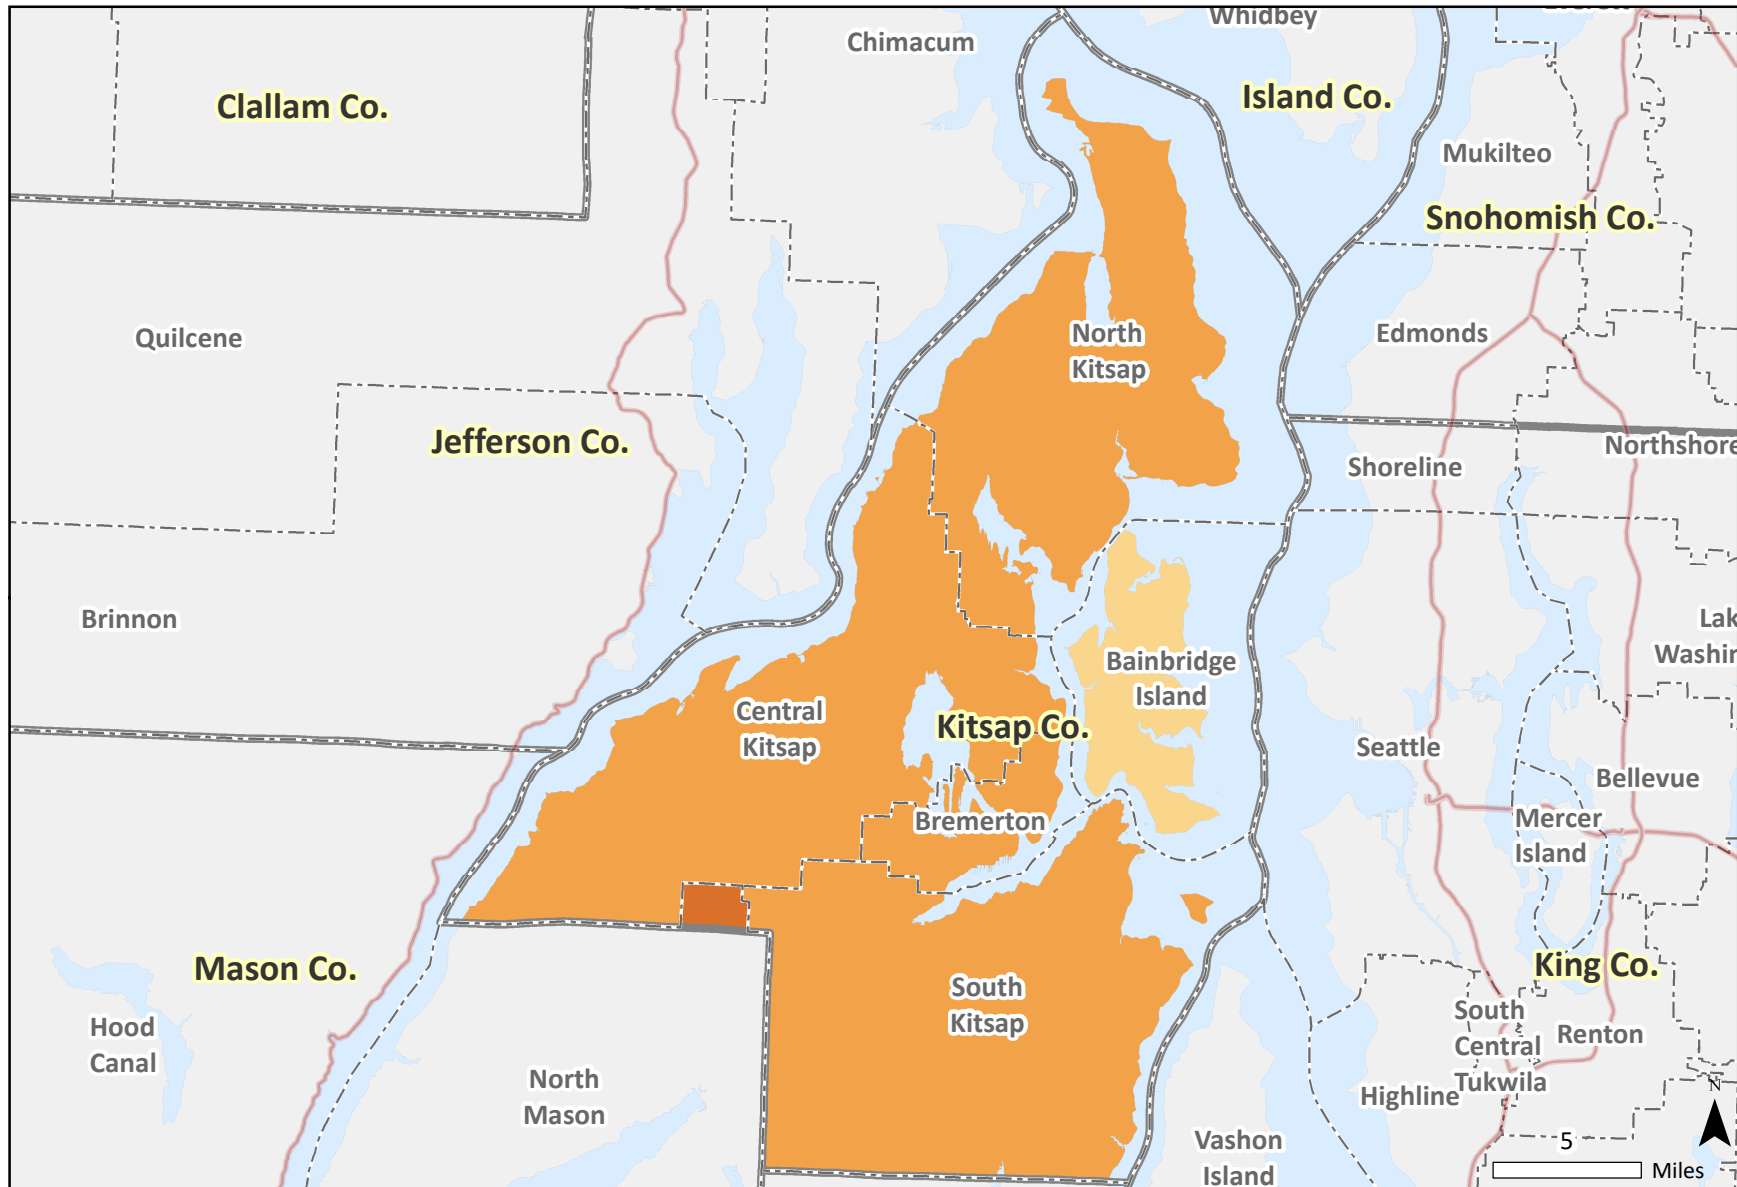 Whidbey
Chimacum
Clallam Co.
Island Co.
Mukilteo
Snohomish Co.
Quilcene
North
Kitsap
Edmonds
Jefferson Co.
Northshore
Shoreline
Brinnon
Lak
Washin
Bainbridge
Island
Central
Kitsap
Kitsap Co.
Seattle
Bellevue
Bremerton
Mercer
Island
Mason Co.
King Co.
South
Kitsap
Hood
Canal
South
Central
Tukwila
Renton
North
Mason
Highline
N
Vashon
Island
5
Miles